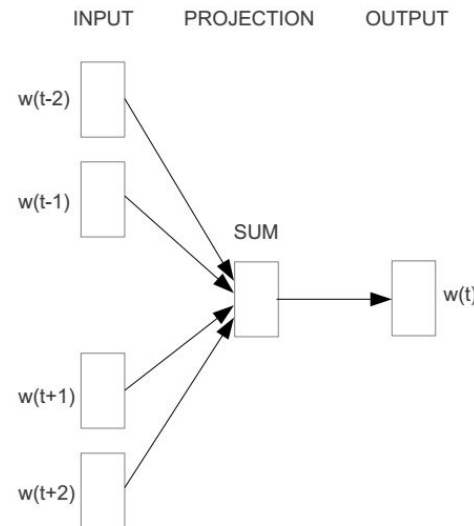 INPUT PROJECTION OUTPUT
w(t-2)
w(t-1)
SUM
w(t)
w(t+1)
w(t+2)